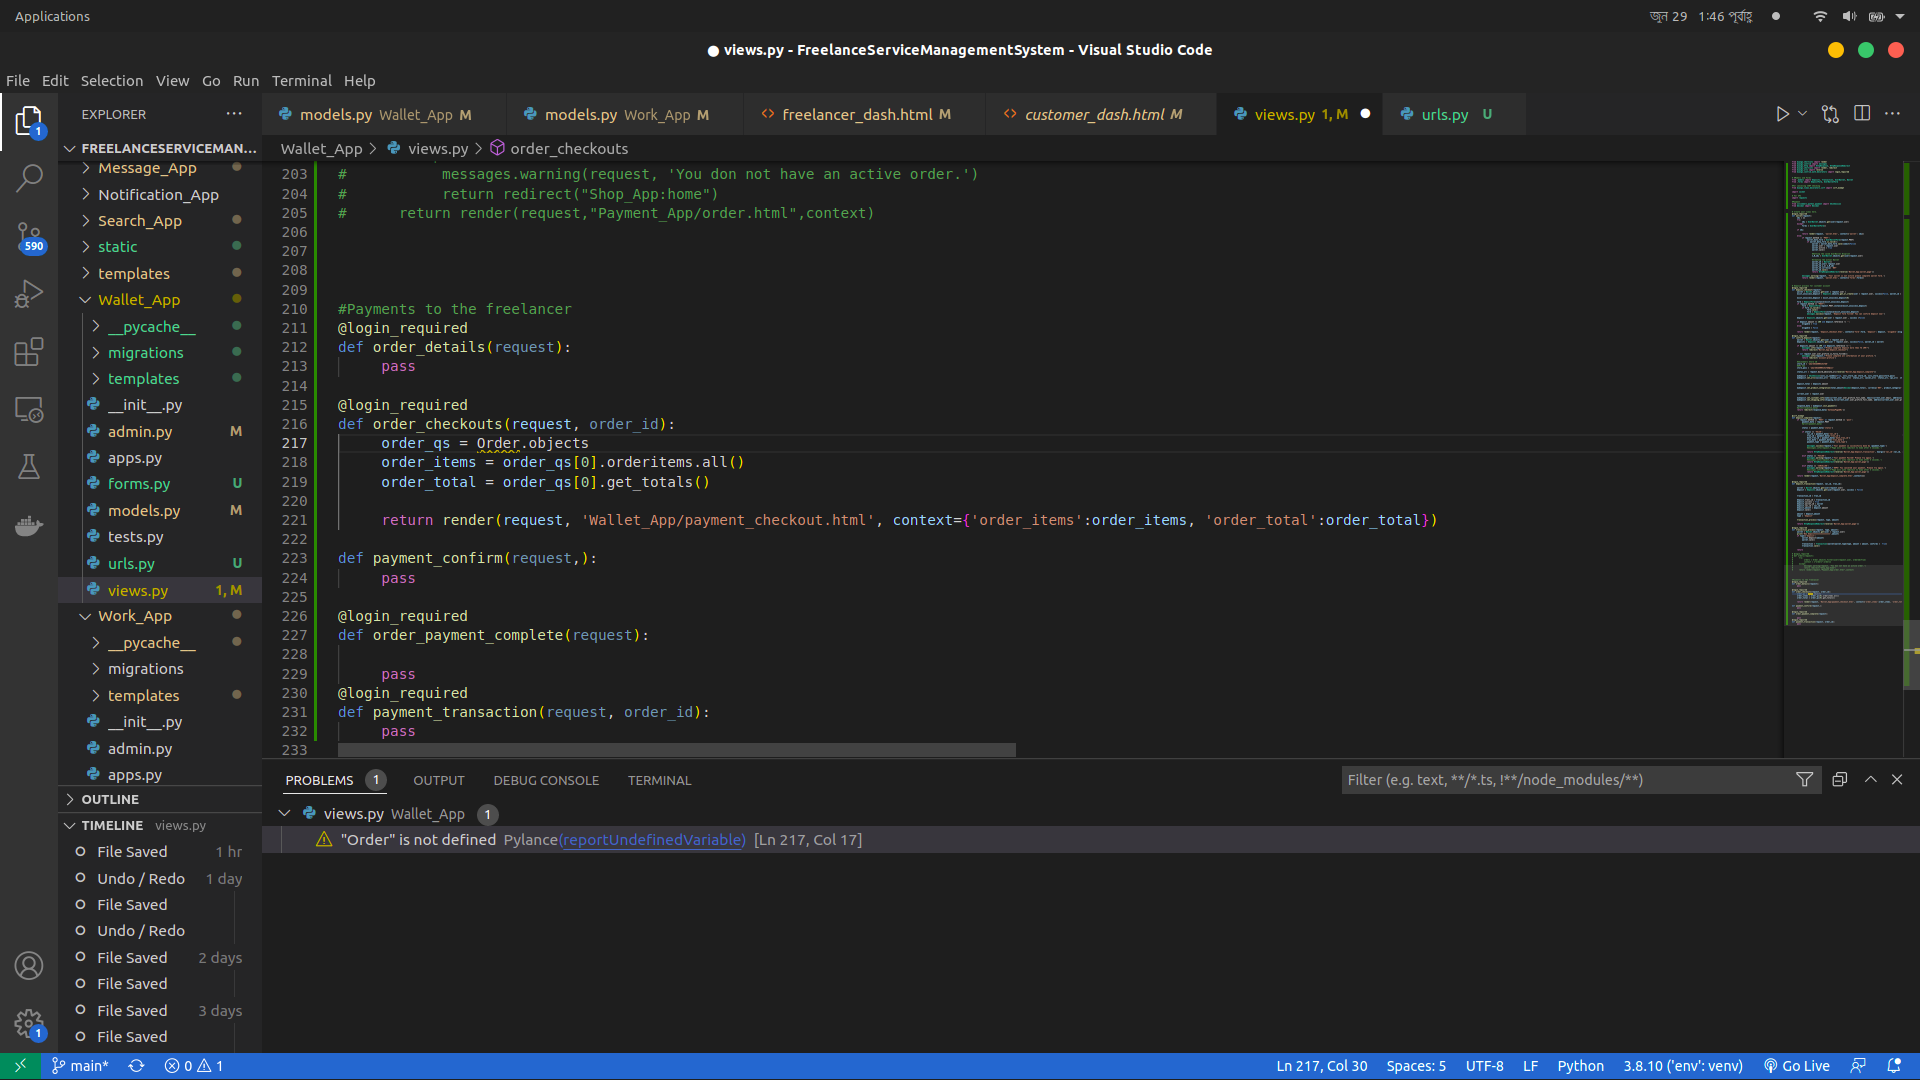 Applications
জুন 29 1:46 পূর্বাহ্ণ
● views.py - FreelanceServiceManagementSystem - Visual Studio Code
File Edit Selection View Go Run Terminal Help
1
590
1
EXPLORER
FREELANCESERVICEMAN...
Message_App
Notification_App
Search_App
static
templates
Wallet_App
__pycache__
migrations
templates
__init__.py
admin.py M
apps.py
forms.py U
models.py M
tests.py
urls.py U
views.py 1, M
Work_App
__pycache__
migrations
templates
__init__.py
admin.py
apps.py
OUTLINE
TIMELINE views.py
File Saved 1 hr
Undo / Redo 1 day
File Saved
Undo / Redo
File Saved 2 days
File Saved
File Saved 3 days
File Saved
models.py Wallet_App M
models.py Work_App M
freelancer_dash.html M
customer_dash.html M
views.py 1, M
urls.py U
Wallet_App > views.py > order_checkouts
203 # messages.warning(request, 'You don not have an active order.')
204 # return redirect("Shop_App:home")
205 # return render(request,"Payment_App/order.html",context)
206
207
208
209
210 #Payments to the freelancer
211 @login_required
212 def order_details(request):
213 pass
214
215 @login_required
216 def order_checkouts(request, order_id):
217 order_qs = Order.objects
218 order_items = order_qs[0].orderitems.all()
219 order_total = order_qs[0].get_totals()
220
221 return render(request, 'Wallet_App/payment_checkout.html', context={'order_items':order_items, 'order_total':order_total})
222
223 def payment_confirm(request,):
224 pass
225
226 @login_required
227 def order_payment_complete(request):
228
229 pass
230 @login_required
231 def payment_transaction(request, order_id):
232 pass
233
PROBLEMS 1 OUTPUT DEBUG CONSOLE TERMINAL
Filter (e.g. text, **/*.ts, !**/node_modules/**)
views.py Wallet_App 1
"Order" is not defined Pylance(reportUndefinedVariable) [Ln 217, Col 17]
main* 0 1
Ln 217, Col 30 Spaces: 5 UTF-8 LF Python 3.8.10 ('env': venv) Go Live